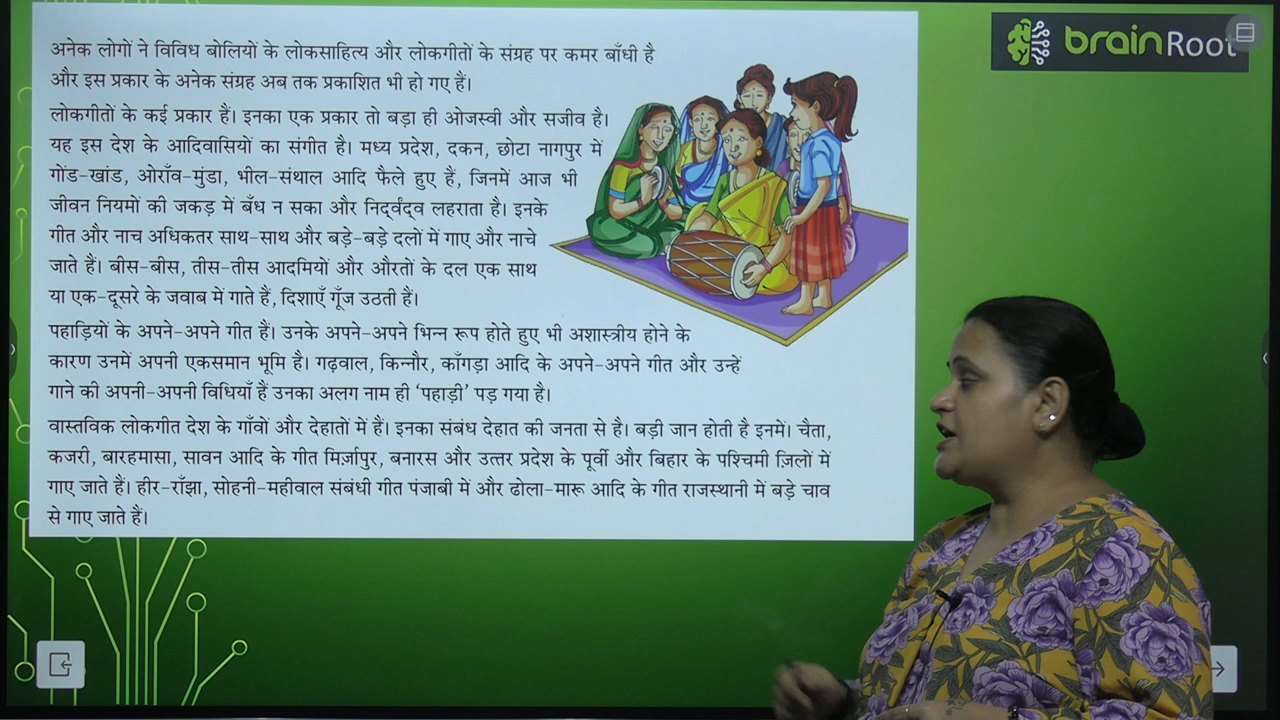 brainRoot
अनेक लोगों ने विविध बोलियों के लोकसाहित्य और लोकगीतों के संग्रह पर कमर बाँधी है
और इस प्रकार के अनेक संग्रह अब तक प्रकाशित भी हो गए हैं।
लोकगीतों के कई प्रकार हैं। इनका एक प्रकार तो बड़ा ही ओजस्वी और सजीव है।
यह इस देश के आदिवासियों का संगीत है। मध्य प्रदेश, दकन, छोटा नागपुर में
गोंड-खांड, ओराँव-मुंडा, भील-संथाल आदि फैले हुए हैं, जिनमें आज भी
जीवन नियमों की जकड़ में बँध न सका और निद्‌र्वंद्व लहराता है। इनके
गीत और नाच अधिकतर साथ-साथ और बड़े-बड़े दलों में गाए और नाचे
जाते हैं। बीस-बीस, तीस-तीस आदमियों और औरतों के दल एक साथ
या एक-दूसरे के जवाब में गाते हैं, दिशाएँ गूँज उठती हैं।
पहाड़ियों के अपने-अपने गीत हैं। उनके अपने-अपने भिन्न रूप होते हुए भी अशास्त्रीय होने के
कारण उनमें अपनी एकसमान भूमि है। गढ़वाल, किन्नौर, काँगड़ा आदि के अपने-अपने गीत और उन्हें
गाने की अपनी-अपनी विधियाँ हैं उनका अलग नाम ही 'पहाड़ी' पड़ गया है।
वास्तविक लोकगीत देश के गाँवों और देहातों में हैं। इनका संबंध देहात की जनता से है। बड़ी जान होती है इनमें। चैता,
कजरी, बारहमासा, सावन आदि के गीत मिर्ज़ापुर, बनारस और उत्तर प्रदेश के पूर्वी और बिहार के पश्चिमी ज़िलों में
गाए जाते हैं। हीर-राँझा, सोहनी-महीवाल संबंधी गीत पंजाबी में और ढोला-मारू आदि के गीत राजस्थानी में बड़े चाव
से गाए जाते हैं।